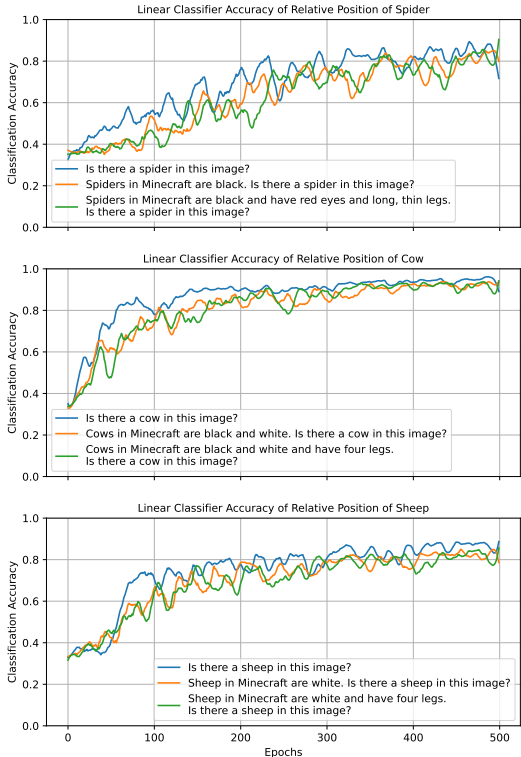 Linear Classifier Accuracy of Relative Position of Spider
1.0
0.8
0.6
0.4
0.2
0.0
Classification Accuracy
Is there a spider in this image?
Spiders in Minecraft are black. Is there a spider in this image?
Spiders in Minecraft are black and have red eyes and long, thin legs.
Is there a spider in this image?
Linear Classifier Accuracy of Relative Position of Cow
1.0
0.8
0.6
0.4
0.2
0.0
Classification Accuracy
Is there a cow in this image?
Cows in Minecraft are black and white. Is there a cow in this image?
Cows in Minecraft are black and white and have four legs.
Is there a cow in this image?
Linear Classifier Accuracy of Relative Position of Sheep
1.0
0.8
0.6
0.4
0.2
0.0
Classification Accuracy
Is there a sheep in this image?
Sheep in Minecraft are white. Is there a sheep in this image?
Sheep in Minecraft are white and have four legs.
Is there a sheep in this image?
0 100 200 300 400 500
Epochs